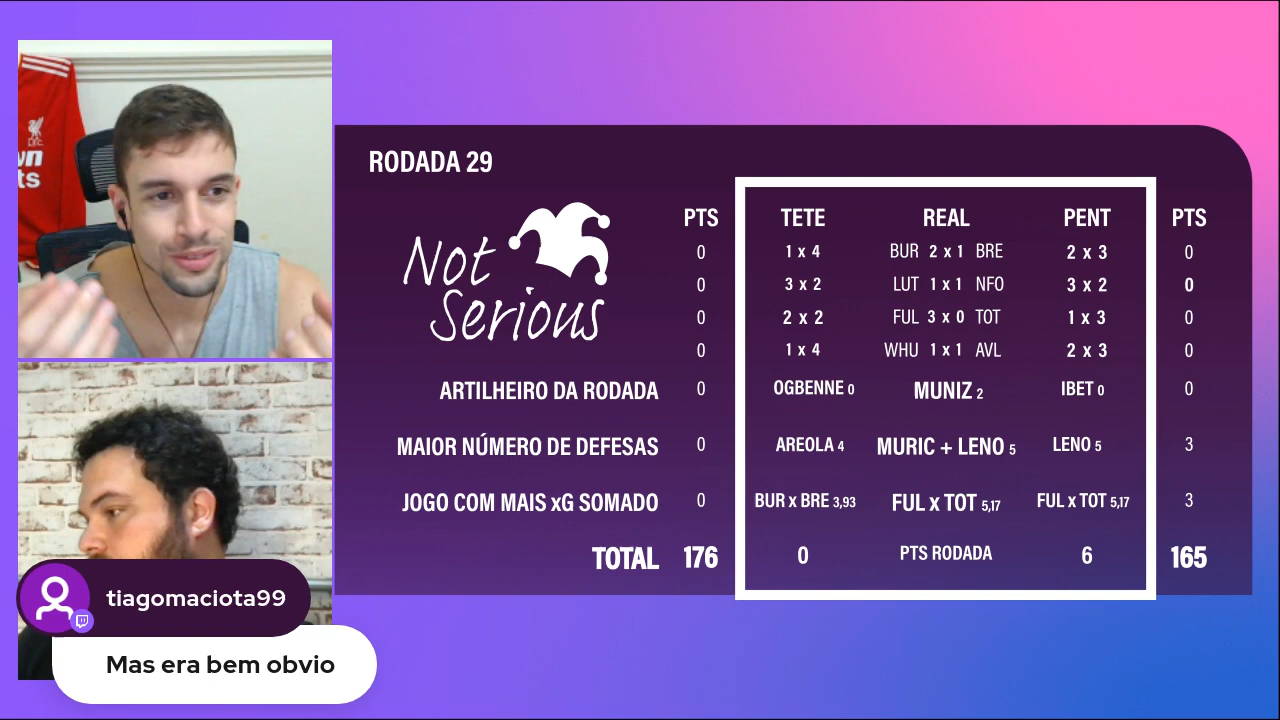 RODADA 29
Not
Serious
PTS TETE REAL PENT PTS
0 1 x 4 BUR 2 x 1 BRE 2 x 3 0
0 3 x 2 LUT 1 x 1 NFO 3 x 2 0
0 2 x 2 FUL 3 x 0 TOT 1 x 3 0
0 1 x 4 WHU 1 x 1 AVL 2 x 3 0
ARTILHEIRO DA RODADA 0 OGBENNE 0 MUNIZ 2 IBET 0 0
MAIOR NÚMERO DE DEFESAS 0 AREOLA 4 MURIC + LENO 5 LENO 5 3
JOGO COM MAIS xG SOMADO 0 BUR x BRE 3,93 FUL x TOT 5,17 FUL x TOT 5,17 3
TOTAL 176 0 PTS RODADA 6 165
tiagomaciota99
Mas era bem obvio